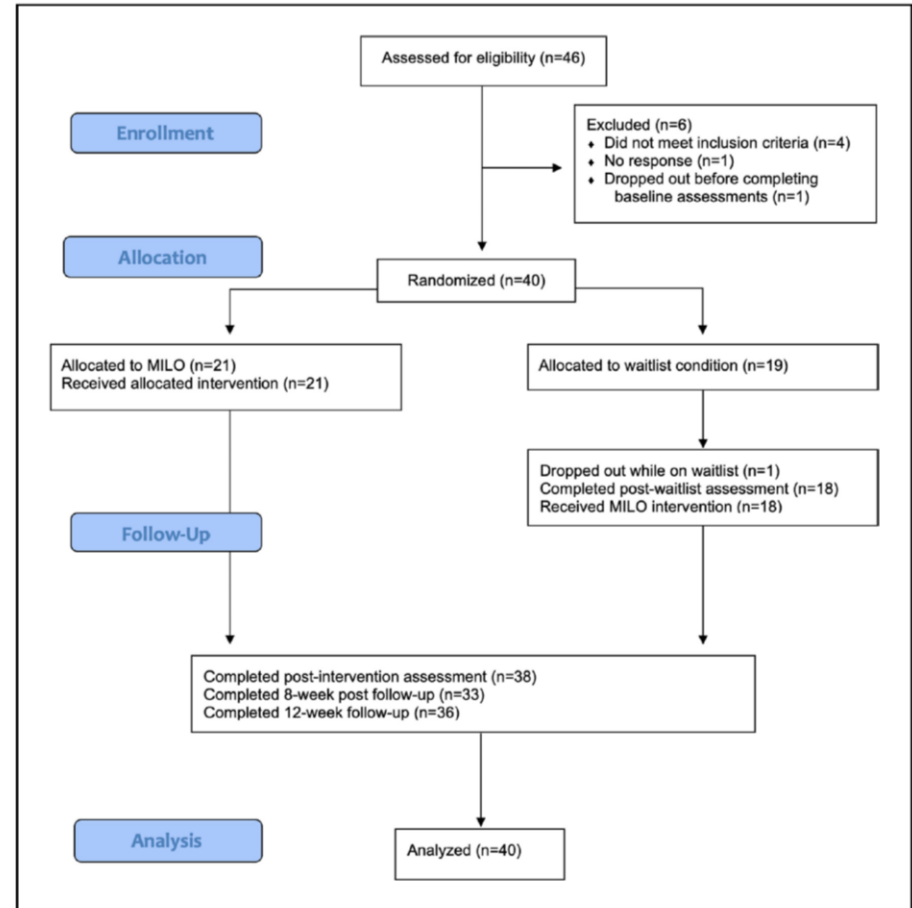 Assessed for eligibility (n=46)
Enrollment
Excluded (n=6)
♦ Did not meet inclusion criteria (n=4)
♦ No response (n=1)
♦ Dropped out before completing
baseline assessments (n=1)
Allocation
Randomized (n=40)
Allocated to MILO (n=21)
Received allocated intervention (n=21)
Allocated to waitlist condition (n=19)
Dropped out while on waitlist (n=1)
Completed post-waitlist assessment (n=18)
Received MILO intervention (n=18)
Follow-Up
Completed post-intervention assessment (n=38)
Completed 8-week post follow-up (n=33)
Completed 12-week follow-up (n=36)
Analysis
Analyzed (n=40)